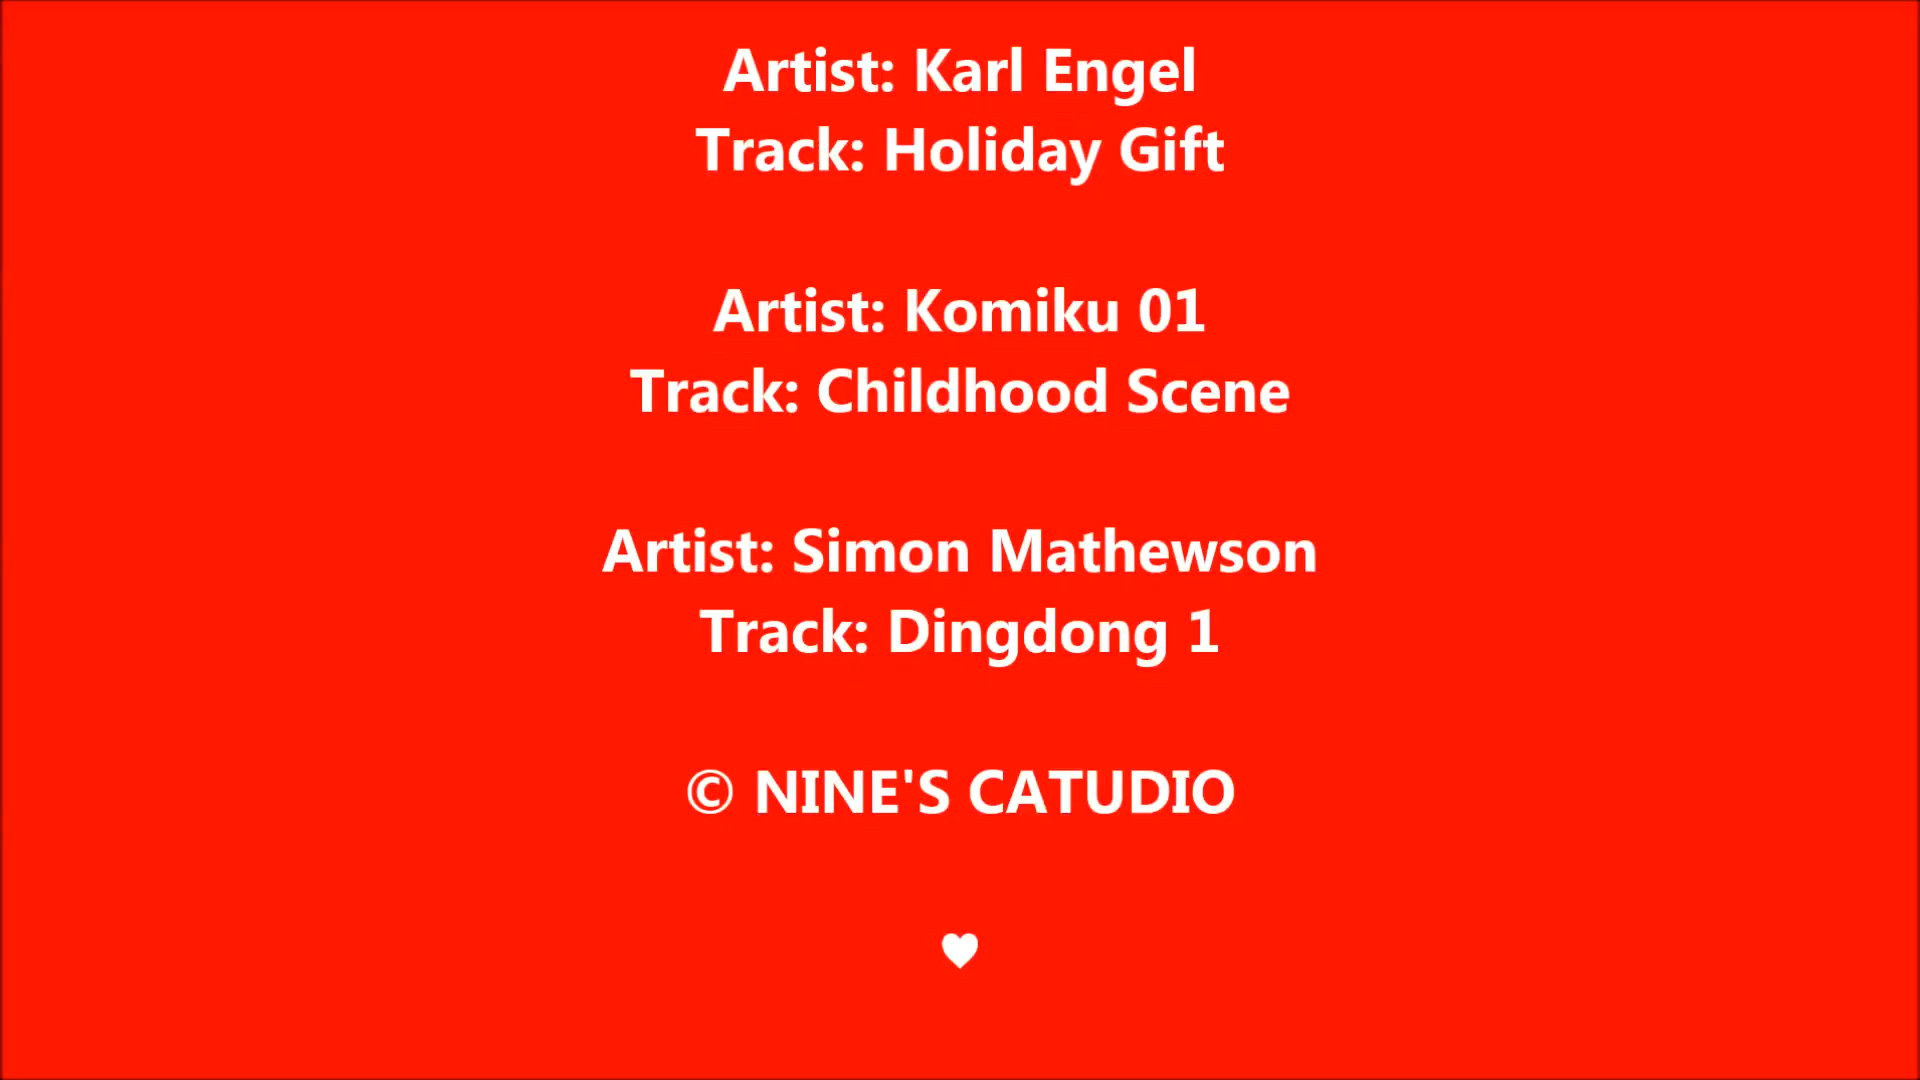 Artist: Karl Engel
Track: Holiday Gift
Artist: Komiku 01
Track: Childhood Scene
Artist: Simon Mathewson
Track: Dingdong 1
© NINE'S CATUDIO
♥